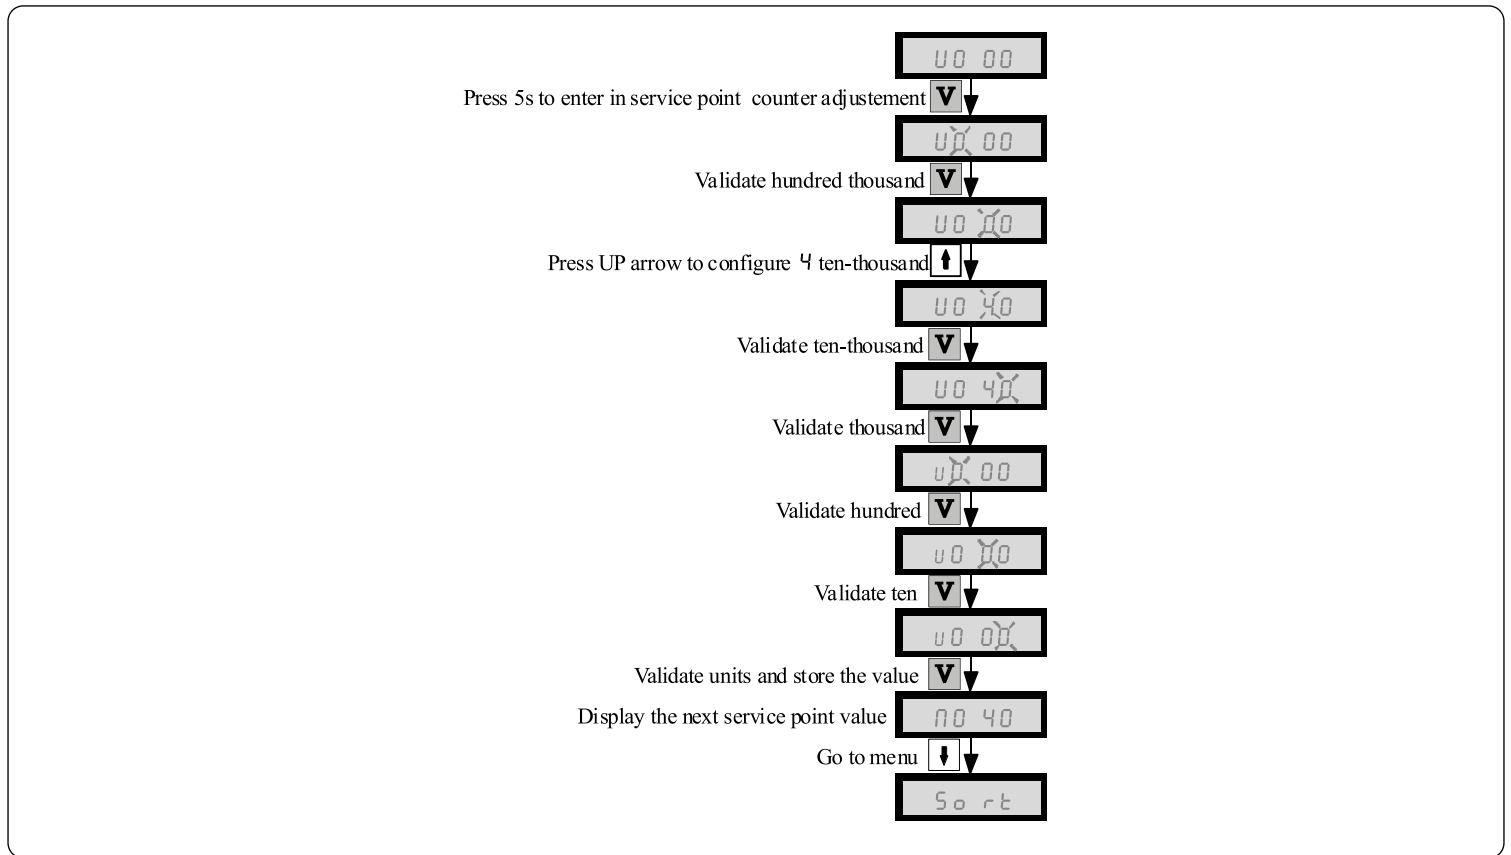 U0 00
Press 5s to enter in service point counter adjustement V
U0 00
Validate hundred thousand V
U0 00
Press UP arrow to configure 4 ten-thousand
U0 40
Validate ten-thousand V
U0 40
Validate thousand V
u0 00
Validate hundred V
u0 00
Validate ten V
u0 00
Validate units and store the value V
Display the next service point value n0 40
Go to menu
So rt